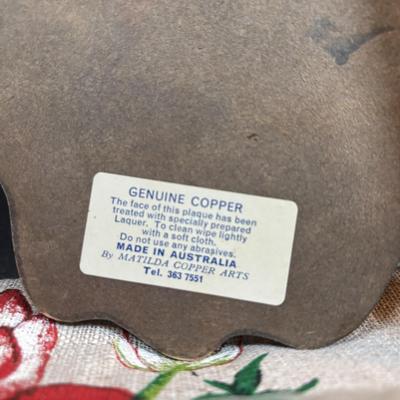 GENUINE COPPER
The face of this plaque has been
treated with specially prepared
Laquer. To clean wipe lightly
with a soft cloth.
Do not use any abrasives.
MADE IN AUSTRALIA
By MATILDA COPPER ARTS
Tel. 363 7551